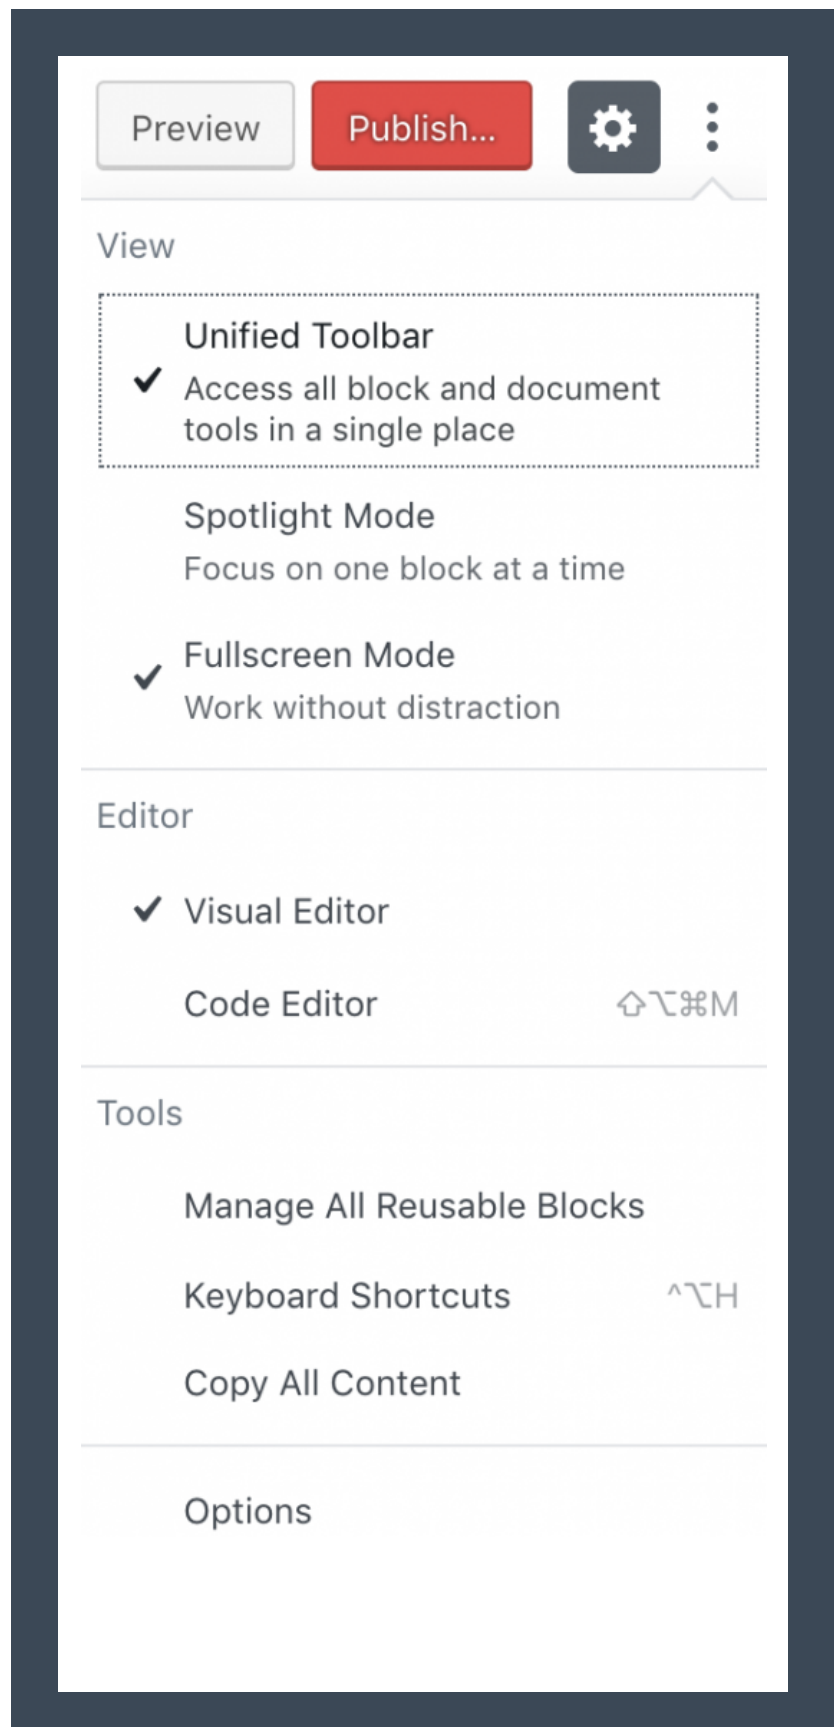 Preview Publish...
View
Unified Toolbar
Access all block and document
tools in a single place
Spotlight Mode
Focus on one block at a time
Fullscreen Mode
Work without distraction
Editor
Visual Editor
Code Editor ⇧⌥⌘M
Tools
Manage All Reusable Blocks
Keyboard Shortcuts ^⌥H
Copy All Content
Options